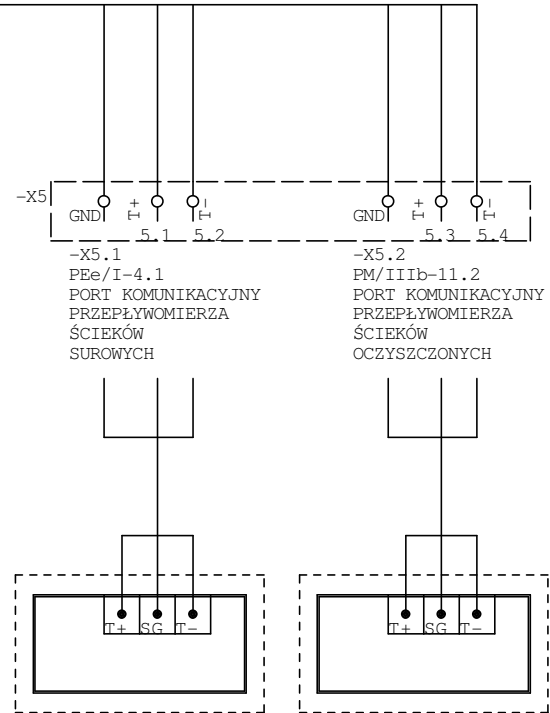 -X5
GND T+ T- GND T+ T-
5.1 5.2 5.3 5.4
-X5.1
PEe/I-4.1
PORT KOMUNIKACYJNY
PRZEPŁYWOMIERZA
ŚCIEKÓW
SUROWYCH
-X5.2
PM/IIIb-11.2
PORT KOMUNIKACYJNY
PRZEPŁYWOMIERZA
ŚCIEKÓW
OCZYSZCZONYCH
T+ SG T-
T+ SG T-